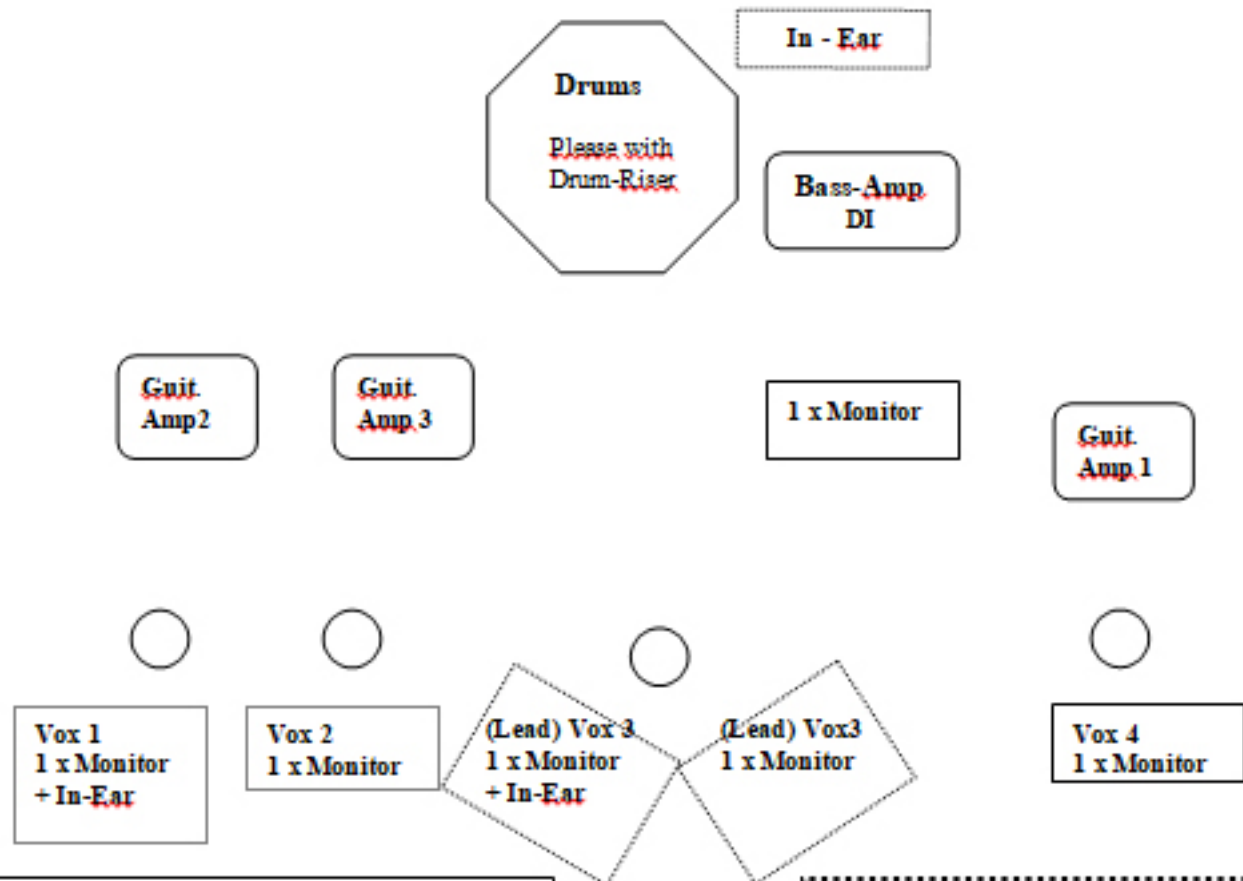 In - Ear
Drums
Please with
Drum-Riser
Bass-Amp
DI
Guit.
Amp2
Guit.
Amp 3
1 x Monitor
Guit.
Amp 1
Vox 1
1 x Monitor
+ In-Ear
Vox 2
1 x Monitor
(Lead) Vox 3
1 x Monitor
+ In-Ear
(Lead) Vox3
1 x Monitor
Vox 4
1 x Monitor